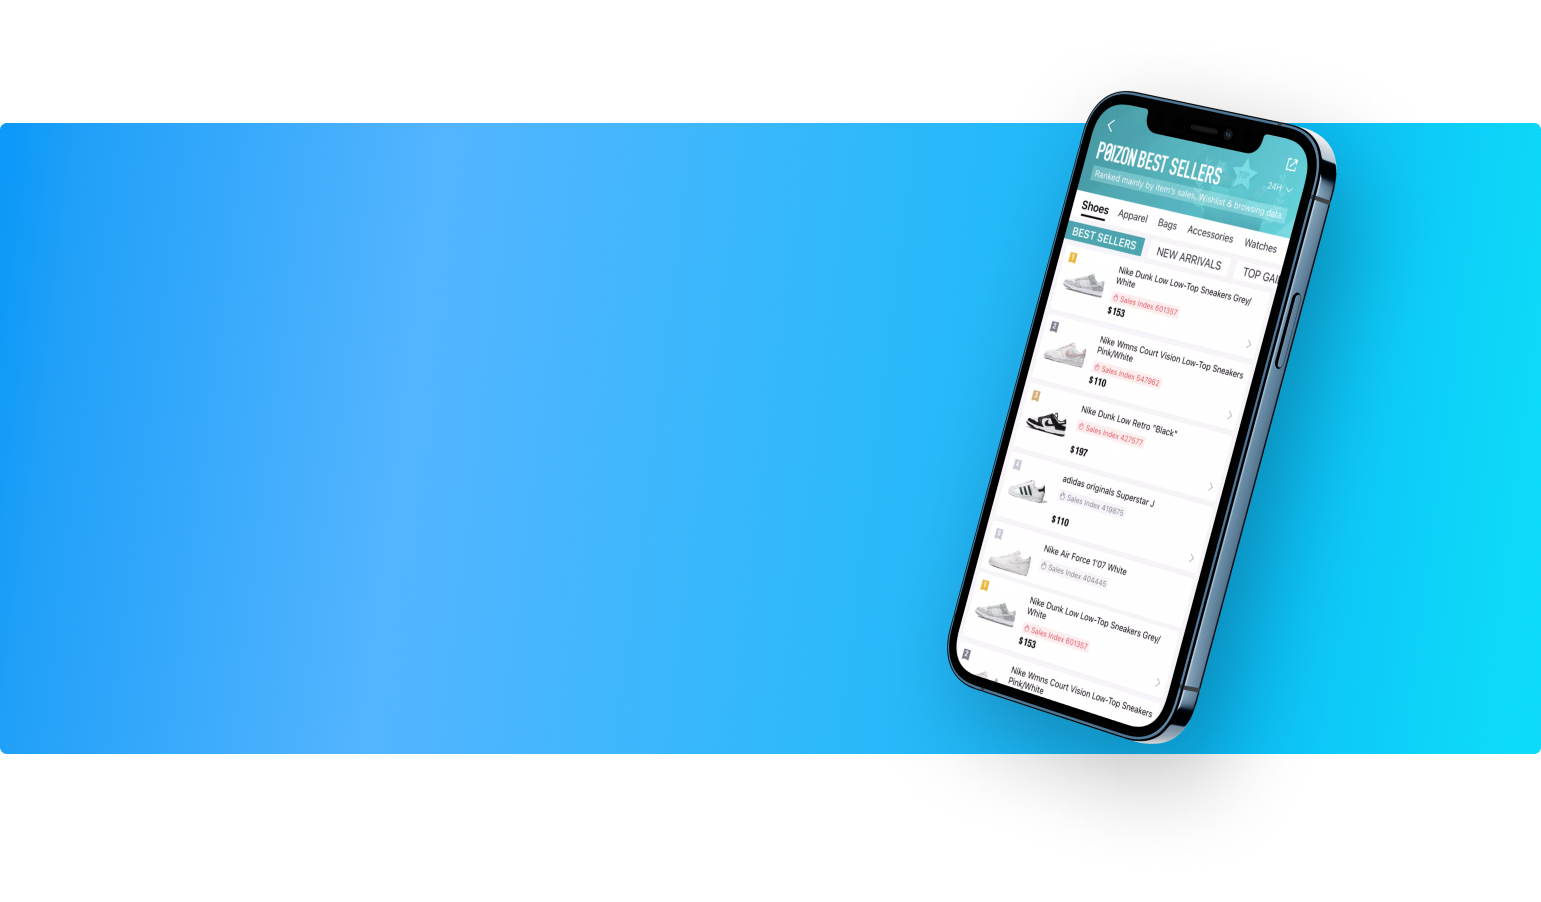 POIZON BEST SELLERS
24H
Ranked mainly by item's sales, Wishlist & browsing data.
Shoes Apparel Bags Accessories Watches
BEST SELLERS NEW ARRIVALS TOP GAI
1
Nike Dunk Low Low-Top Sneakers Grey/
White
Sales Index 601357
$153
2
Nike Wmns Court Vision Low-Top Sneakers
Pink/White
Sales Index 547962
$110
3
Nike Dunk Low Retro "Black"
Sales Index 427577
$197
4
adidas originals Superstar J
Sales Index 419875
$110
5
Nike Air Force 1'07 White
Sales Index 404445
1
Nike Dunk Low Low-Top Sneakers Grey/
White
Sales Index 601357
$153
2
Nike Wmns Court Vision Low-Top Sneakers
Pink/White